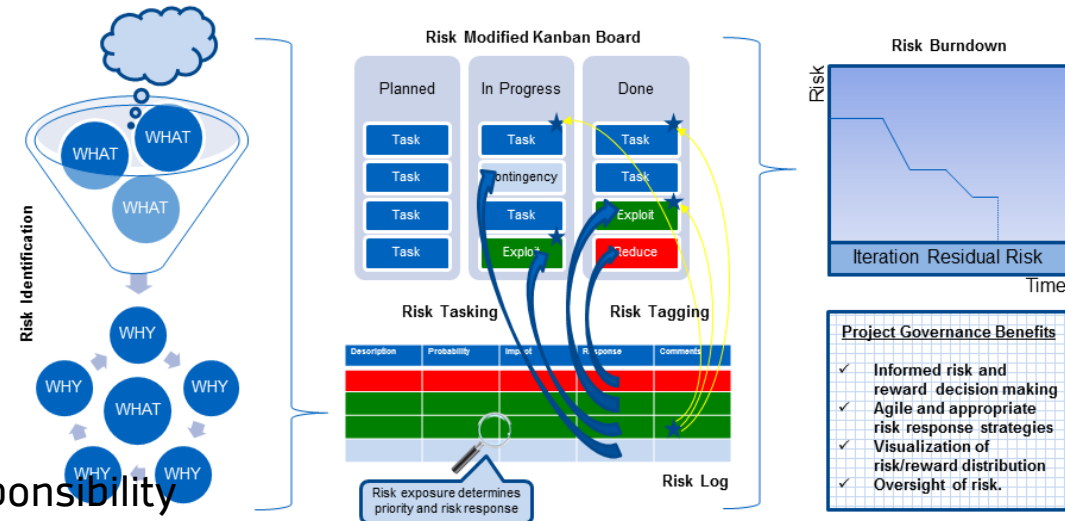 Risk Identification
WHAT
WHAT
WHAT
WHY
WHY
WHY
WHAT
WHY
WHY
ponsibility
Risk Modified Kanban Board
Planned
In Progress
Done
Task
Task
Task
Task
ontingency
Task
Task
Task
Exploit
Task
Exploit
Reduce
Risk Tasking
Risk Tagging
Description
Probability
Impact
Response
Comments
Risk Log
Risk exposure determines
priority and risk response
Risk Burndown
Risk
Iteration Residual Risk
Time
Project Governance Benefits
✓ Informed risk and
reward decision making
✓ Agile and appropriate
risk response strategies
✓ Visualization of
risk/reward distribution
✓ Oversight of risk.